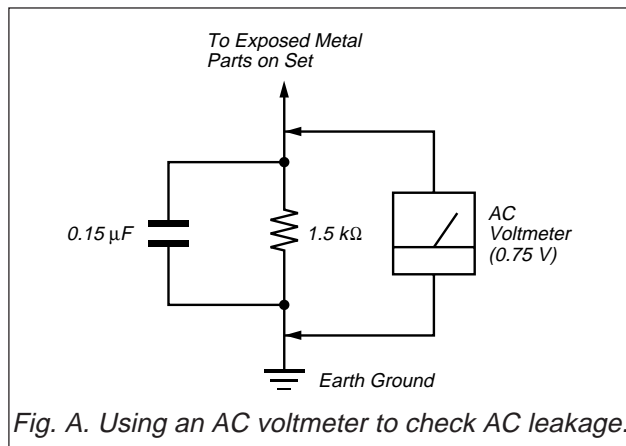 To Exposed Metal
Parts on Set
0.15 μF
1.5 kΩ
AC
Voltmeter
(0.75 V)
Earth Ground
Fig. A. Using an AC voltmeter to check AC leakage.